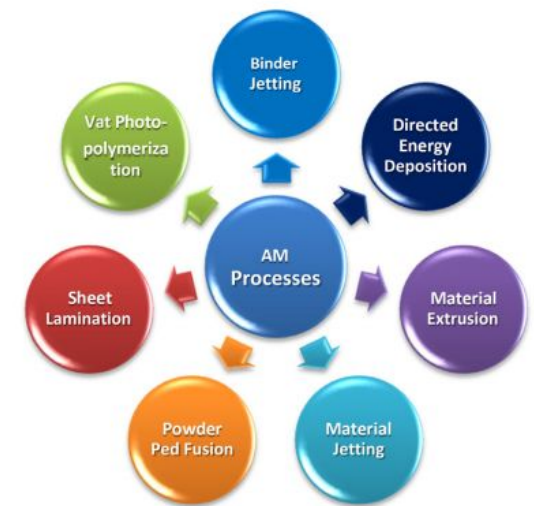 Binder
Jetting
Directed
Energy
Deposition
Material
Extrusion
Material
Jetting
Powder
Ped Fusion
Sheet
Lamination
Vat Photo-
polymeriza
tion
AM
Processes